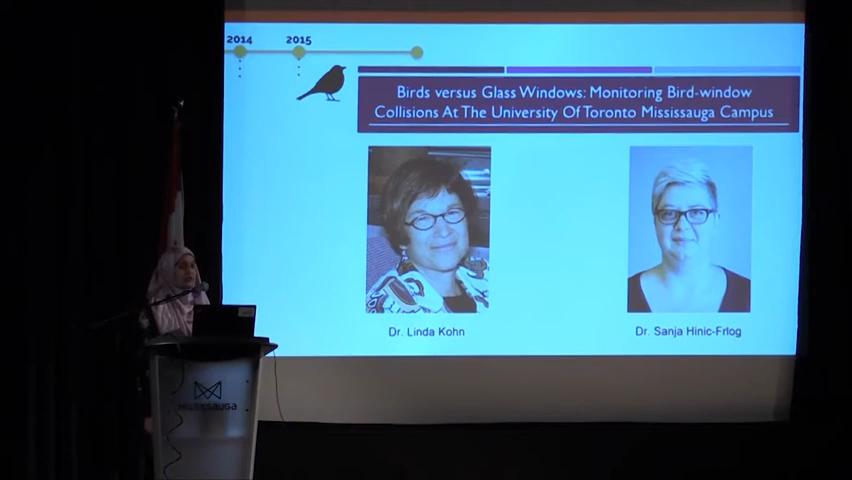 2014 2015
Birds versus Glass Windows: Monitoring Bird-window
Collisions At The University Of Toronto Mississauga Campus
Dr. Linda Kohn
Dr. Sanja Hinic-Frlog
MISSISSAUGA